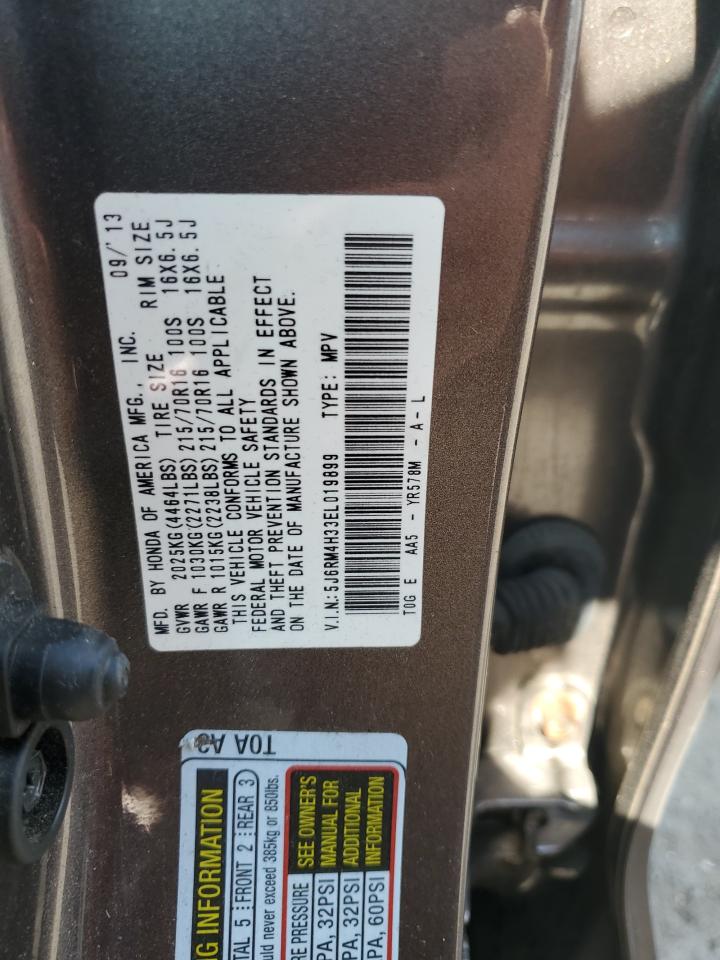 MFD. BY HONDA OF AMERICA MFG., INC. 09/'13
GVWR 2025KG(4464LBS) TIRE SIZE RIM SIZE
GAWR F 1030KG(2271LBS) 215/70R16 100S 16X6.5J
GAWR R 1015KG(2238LBS) 215/70R16 100S 16X6.5J
THIS VEHICLE CONFORMS TO ALL APPLICABLE
FEDERAL MOTOR VEHICLE SAFETY
AND THEFT PREVENTION STANDARDS IN EFFECT
ON THE DATE OF MANUFACTURE SHOWN ABOVE.
V.I.N.: 5J6RM4H33EL019899 TYPE: MPV
T0G E AA5 - YR578M - A - L
T0A A3
NG INFORMATION
TAL 5 FRONT 2 REAR 3
uld never exceed 385kg or 850lbs.
RE PRESSURE
SEE OWNER'S
MANUAL FOR
ADDITIONAL
INFORMATION
PA, 32PSI
PA, 32PSI
PA, 60PSI